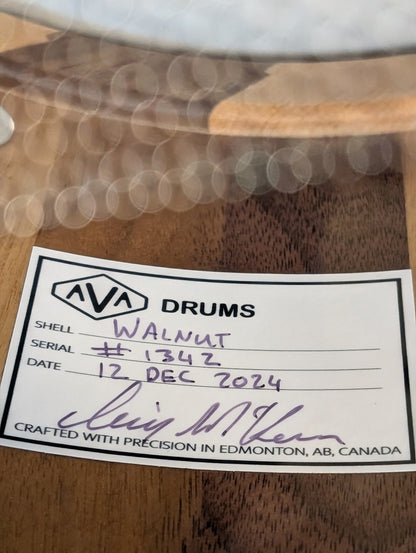 AVA DRUMS
SHELL WALNUT
SERIAL # 1342
DATE 12 DEC 2024
CRAFTED WITH PRECISION IN EDMONTON, AB, CANADA